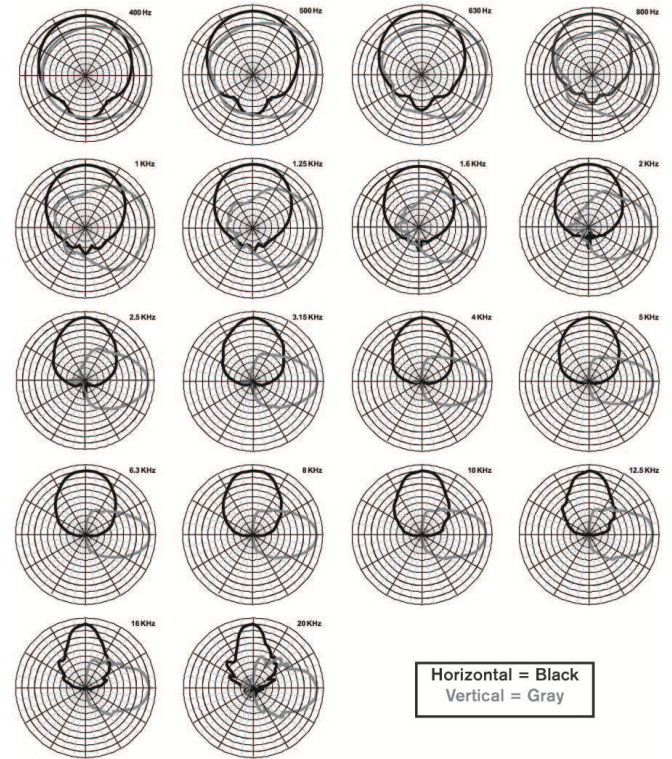 400 Hz
500 Hz
630 Hz
800 Hz
1 KHz
1.25 KHz
1.6 KHz
2 KHz
2.5 KHz
3.15 KHz
4 KHz
5 KHz
6.3 KHz
8 KHz
10 KHz
12.5 KHz
16 KHz
20 KHz
Horizontal = Black
Vertical = Gray